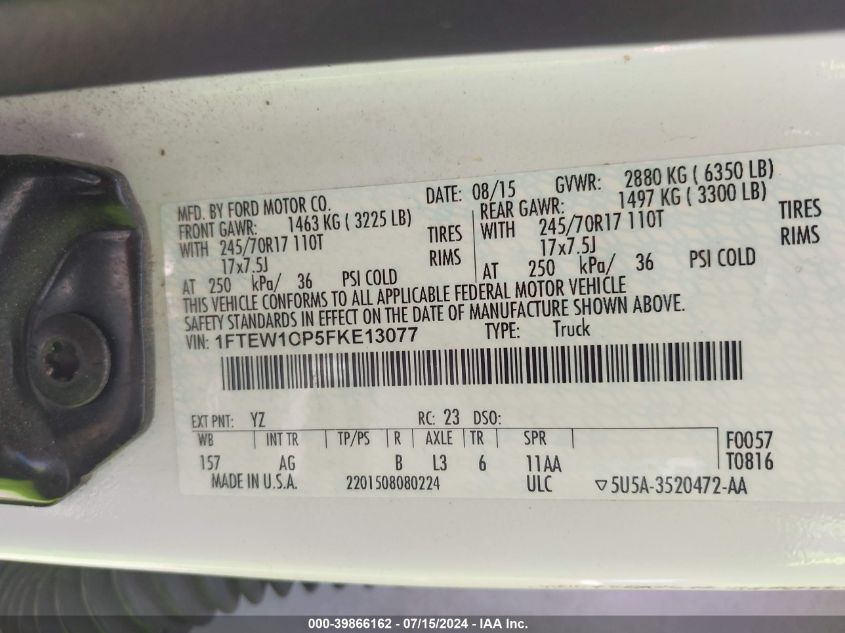 MFD. BY FORD MOTOR CO.
DATE: 08/15 GVWR: 2880 KG ( 6350 LB)
FRONT GAWR: 1463 KG ( 3225 LB) REAR GAWR: 1497 KG ( 3300 LB)
WITH 245/70R17 110T TIRES WITH 245/70R17 110T TIRES
17x7.5J RIMS 17x7.5J RIMS
AT 250 kPa/ 36 PSI COLD AT 250 kPa/ 36 PSI COLD
THIS VEHICLE CONFORMS TO ALL APPLICABLE FEDERAL MOTOR VEHICLE
SAFETY STANDARDS IN EFFECT ON THE DATE OF MANUFACTURE SHOWN ABOVE.
VIN: 1FTEW1CP5FKE13077 TYPE: Truck
EXT PNT: YZ RC: 23 DSO:
WB INT TR TP/PS R AXLE TR SPR F0057
157 AG B L3 6 11AA T0816
MADE IN U.S.A. 2201508080224 ULC ▽5U5A-3520472-AA
000-39866162 - 07/15/2024 - IAA Inc.